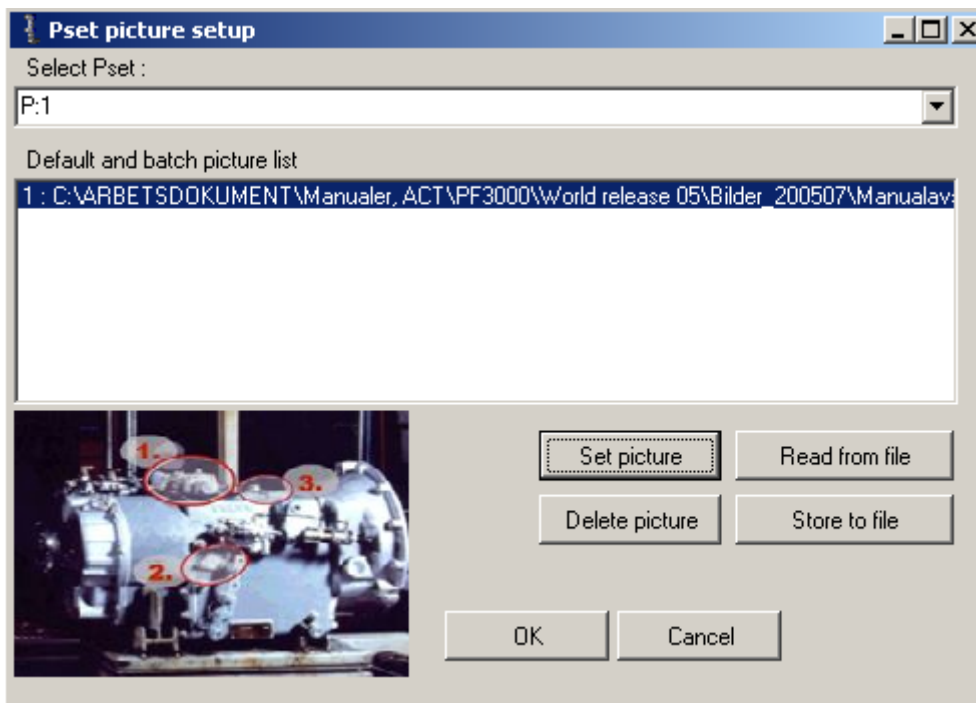 Pset picture setup
Select Pset :
P:1
Default and batch picture list
1 : C:\ARBETSDOKUMENT\Manualer, ACT\PF3000\World release 05\Bilder_200507\Manualava
1.
3.
2.
Set picture
Read from file
Delete picture
Store to file
OK
Cancel